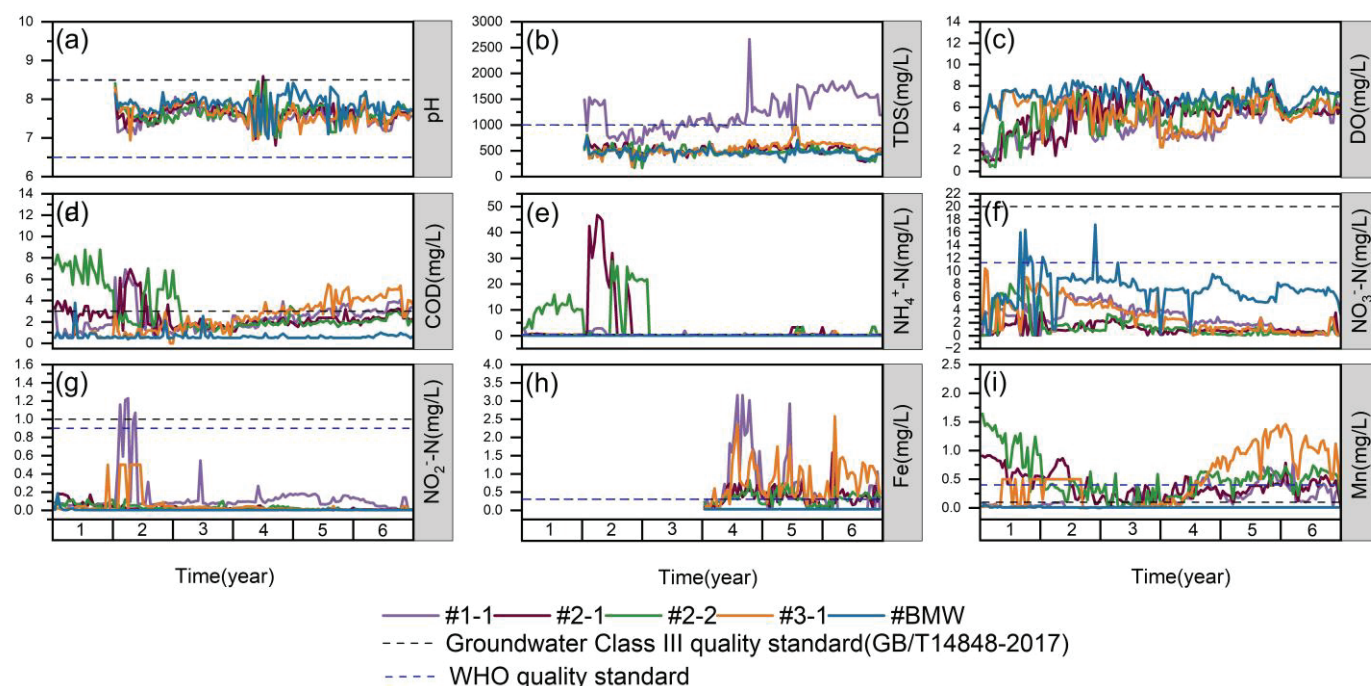 (a)
10
9
8
7
6
pH
(b)
3000
2500
2000
1500
1000
500
0
TDS(mg/L)
(c)
14
12
10
8
6
4
2
0
DO(mg/L)
(d)
14
12
10
8
6
4
2
0
COD(mg/L)
(e)
50
40
30
20
10
0
NH₄⁺-N(mg/L)
(f)
22
20
18
16
14
12
10
8
6
4
2
0
−2
NO₃⁻-N(mg/L)
(g)
1.6
1.4
1.2
1.0
0.8
0.6
0.4
0.2
0.0
NO₂⁻-N(mg/L)
(h)
4.0
3.5
3.0
2.5
2.0
1.5
1.0
0.5
0.0
Fe(mg/L)
(i)
2.5
2.0
1.5
1.0
0.5
0.0
Mn(mg/L)
1 2 3 4 5 6
1 2 3 4 5 6
1 2 3 4 5 6
Time(year)
Time(year)
Time(year)
#1-1 #2-1 #2-2 #3-1 #BMW
Groundwater Class III quality standard(GB/T14848-2017)
WHO quality standard